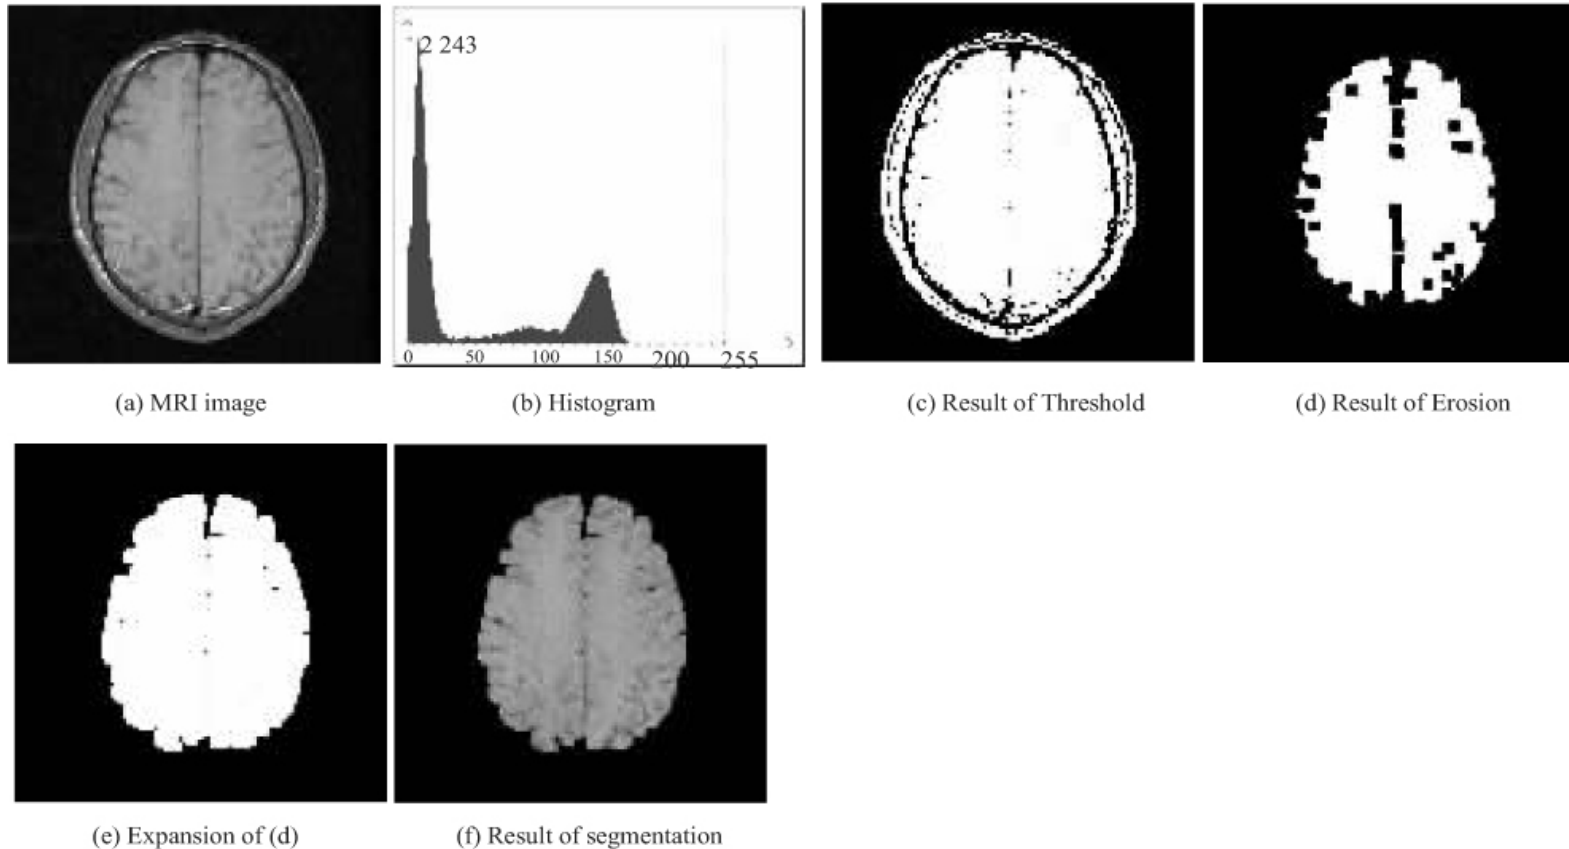 2 243
0 50 100 150 200 255
(a) MRI image
(b) Histogram
(c) Result of Threshold
(d) Result of Erosion
(e) Expansion of (d)
(f) Result of segmentation